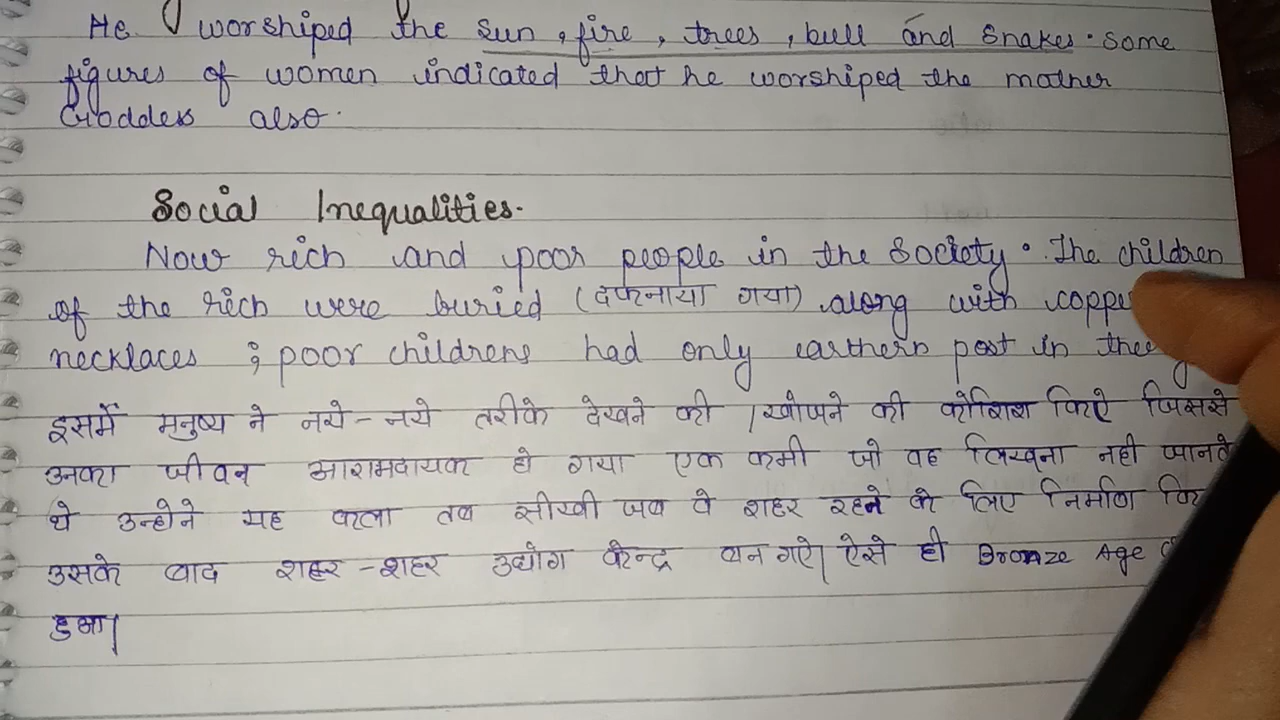 He worshiped the sun, fire, trees, bull and snakes. some
figures of women indicated that he worshiped the mother
Goddess also.
Social Inequalities.
Now rich and poor people in the society. The children
of the rich were buried (दफनाया गया) along with
necklaces ; poor childrens had only earthern post in
इसमें मनुष्य ने नये-नये तरीके देखने की / खोजने की कोशिश किऐ जिससे
उनका जीवन आरामदायक हो गया एक कमी जो वह लिखना नही जानते
थे उन्होने यह कला तब सीखी जब वे शहर रहने के लिए निर्माण
उसके बाद शहर-शहर उद्योग केन्द्र बन गऐ। ऐसे ही Bronze Age
हुआ।